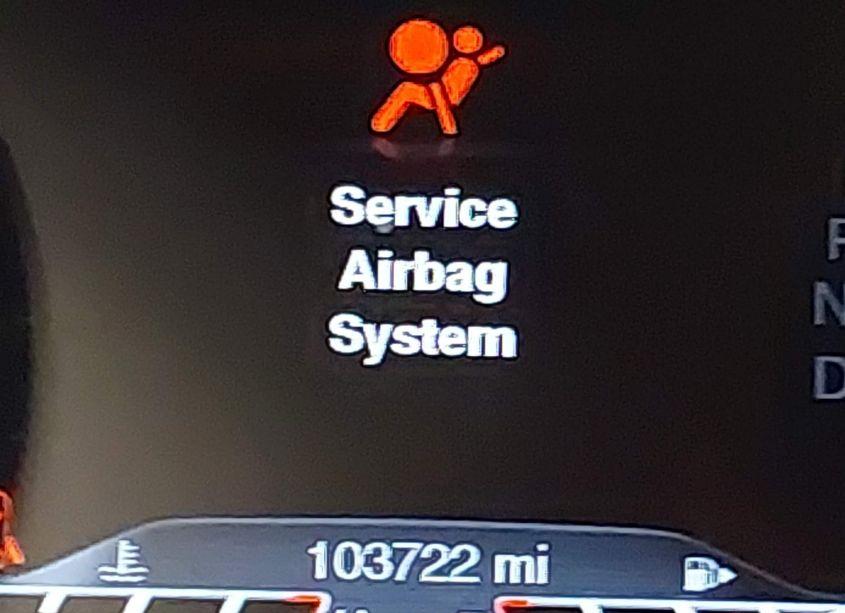 Service
Airbag
System
N
D
103722 mi